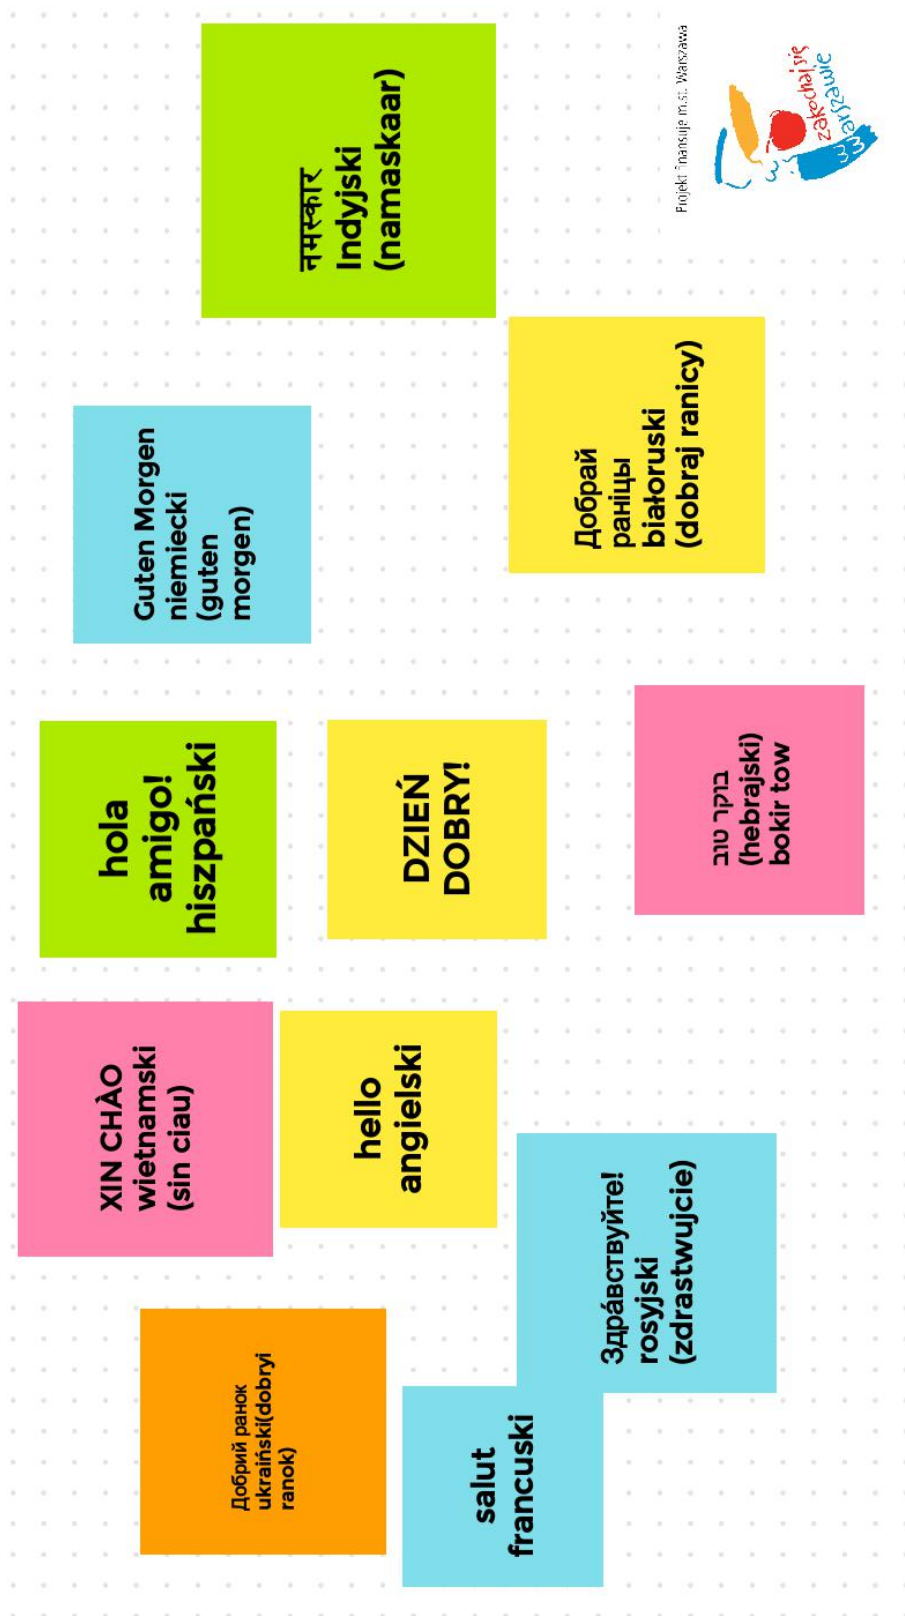 Добрий ранок
ukraiński(dobryi
ranok)
XIN CHÀO
wietnamski
(sin ciau)
hola
amigo!
hiszpański
Guten Morgen
niemiecki
(guten
morgen)
नमस्कार
Indyjski
(namaskaar)
salut
francuski
hello
angielski
DZIEŃ
DOBRY!
Здрáвствуйте!
rosyjski
(zdrastwujcie)
Добрай
раніцы
białoruski
(dobraj ranicy)
בוקר טוב
(hebrajski)
bokir tow
Projekt finansuje m.st. Warszawa
zakochaj się
w warszawie